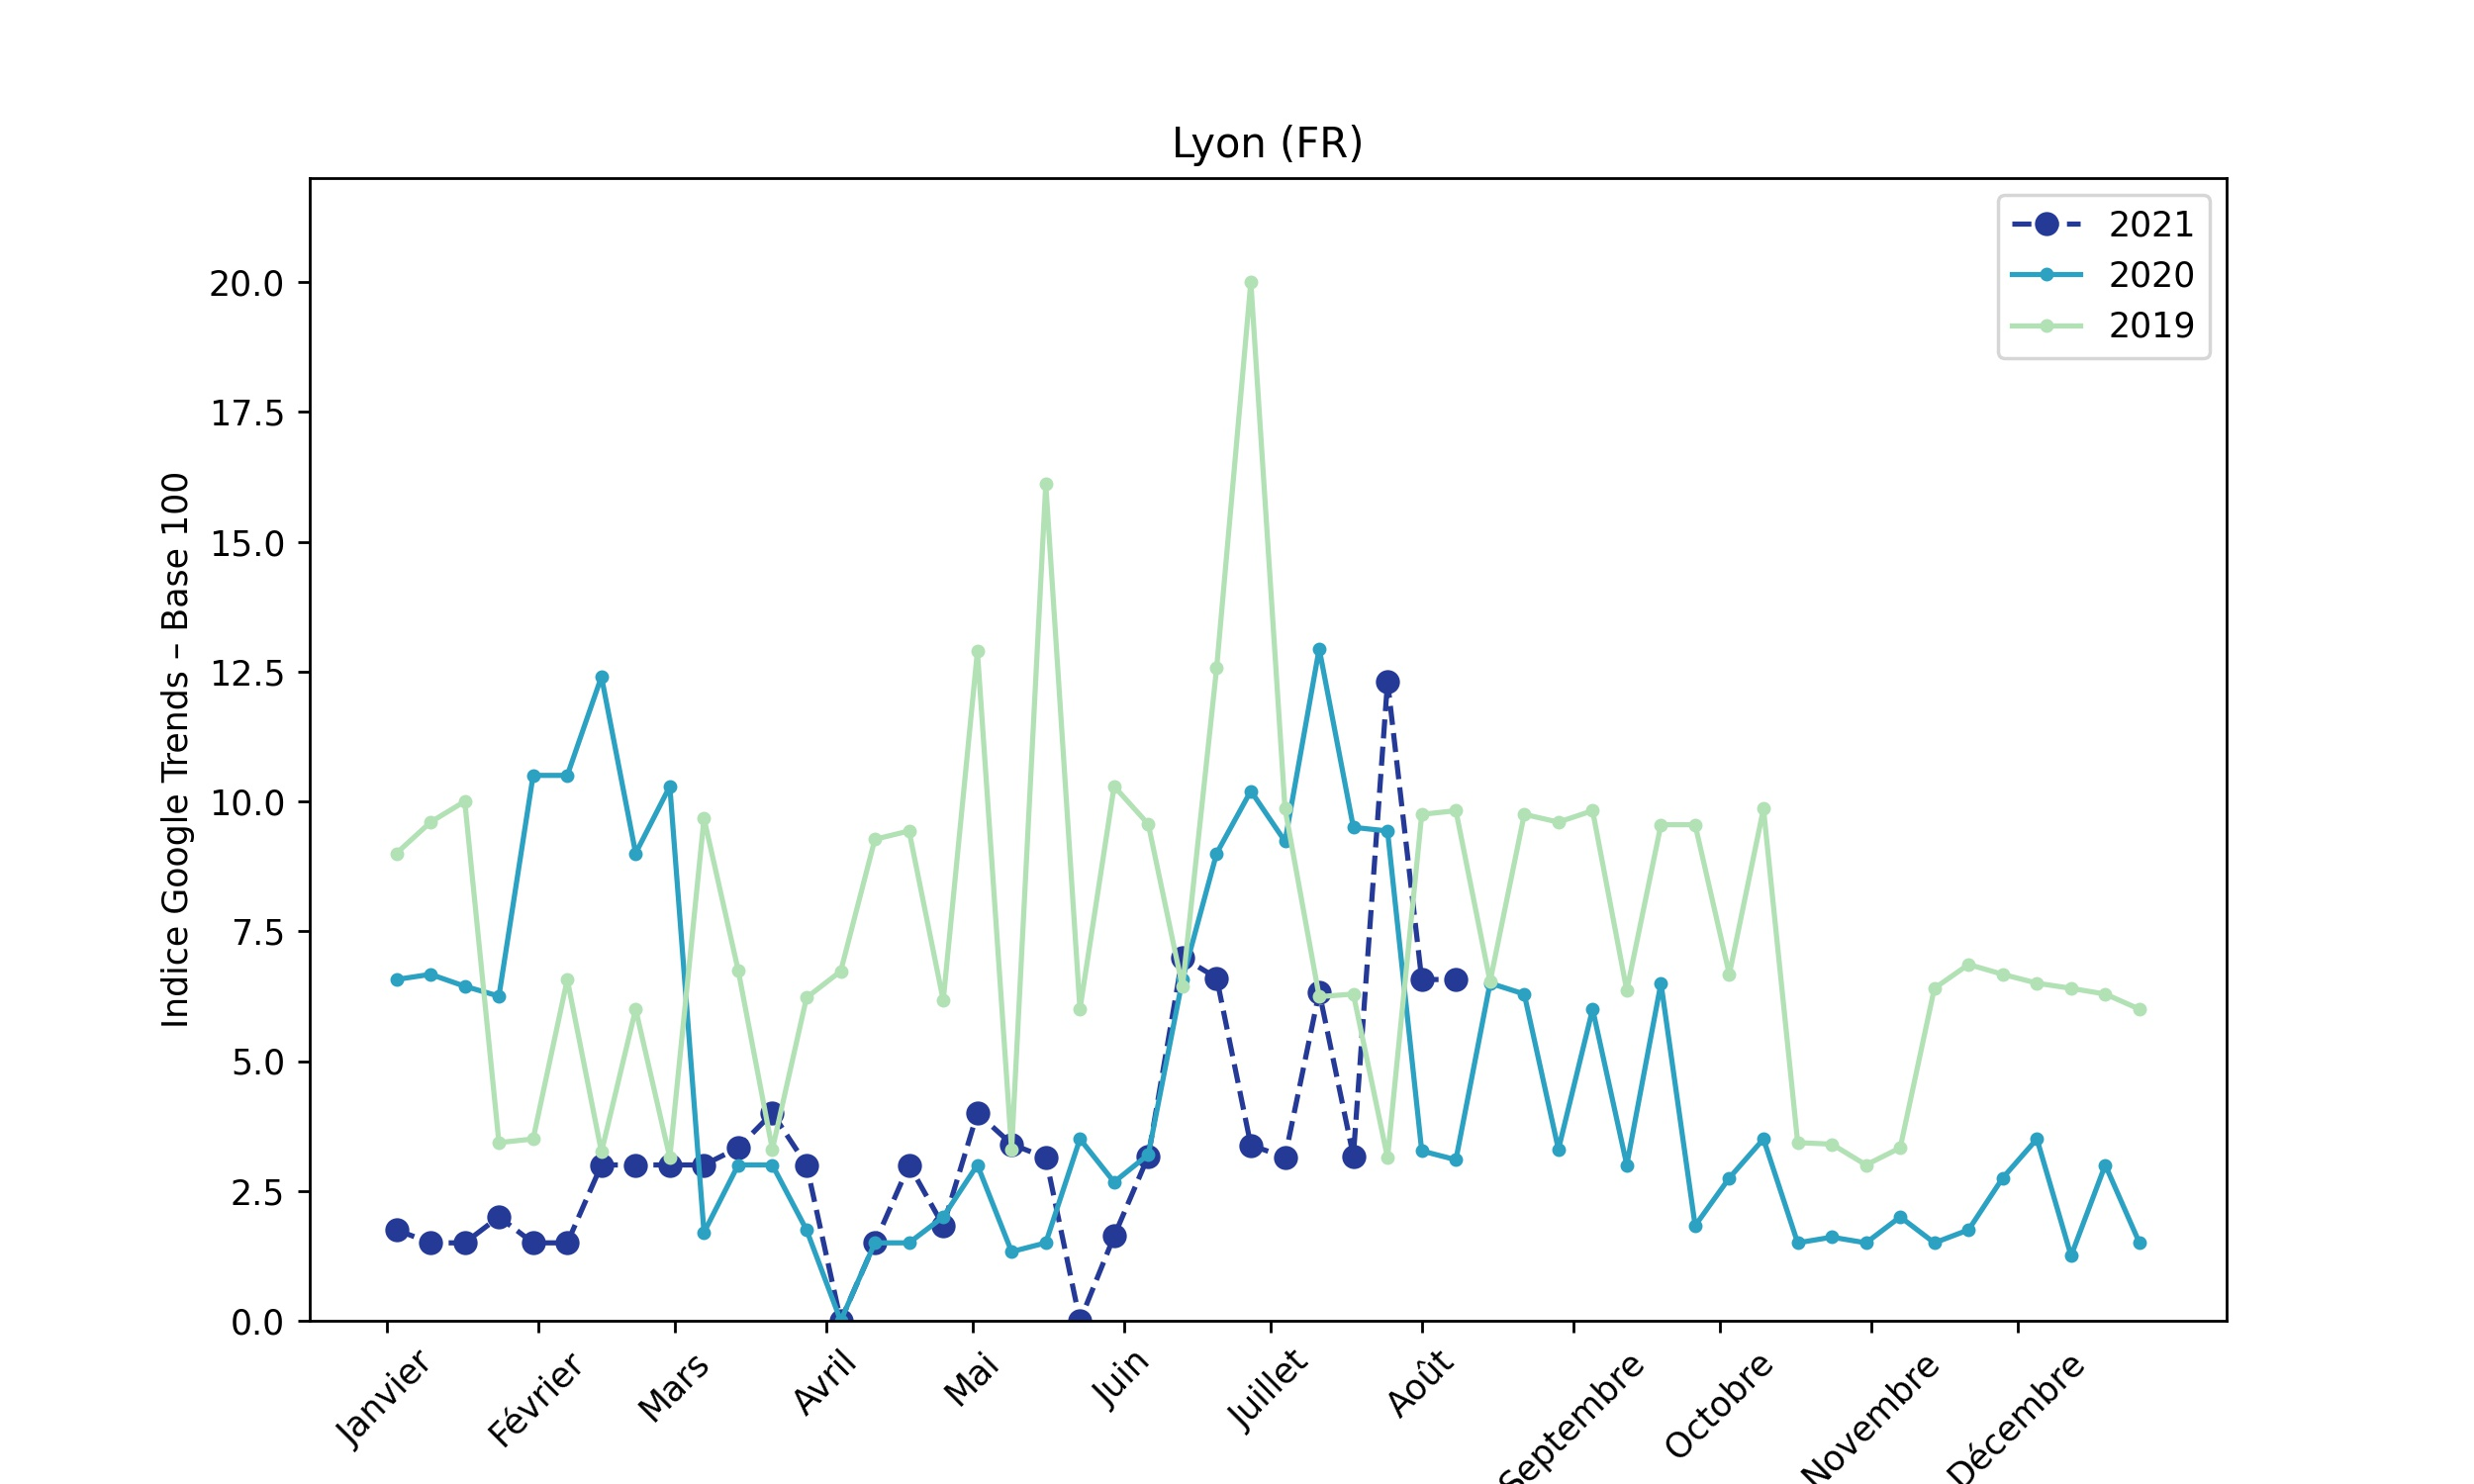 Lyon (FR)
2021
2020
2019
Indice Google Trends – Base 100
20.0
17.5
15.0
12.5
10.0
7.5
5.0
2.5
0.0
Janvier
Février
Mars
Avril
Mai
Juin
Juillet
Août
Septembre
Octobre
Novembre
Décembre